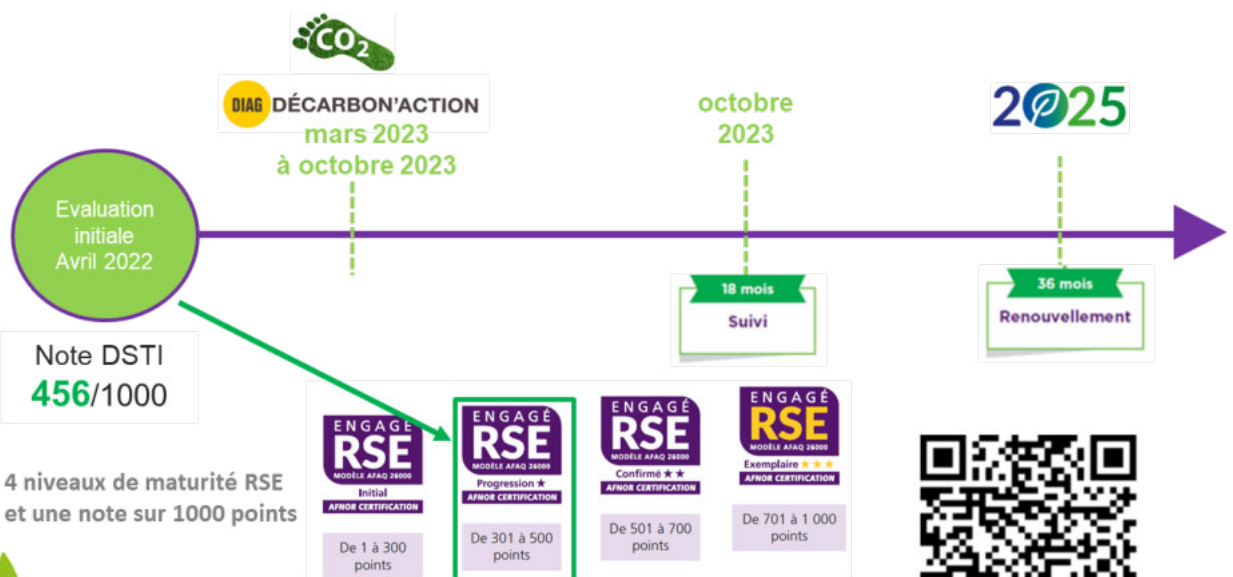 CO2
DIAG DÉCARBON'ACTION
mars 2023
à octobre 2023
octobre
2023
2025
Evaluation
initiale
Avril 2022
18 mois
Suivi
36 mois
Renouvellement
Note DSTI
456/1000
4 niveaux de maturité RSE
et une note sur 1000 points
ENGAGÉ
RSE
MODÈLE AFAQ 26000
Initial
AFNOR CERTIFICATION
De 1 à 300
points
ENGAGÉ
RSE
MODÈLE AFAQ 26000
Progression ★
AFNOR CERTIFICATION
De 301 à 500
points
ENGAGÉ
RSE
MODÈLE AFAQ 26000
Confirmé ★ ★
AFNOR CERTIFICATION
De 501 à 700
points
ENGAGÉ
RSE
MODÈLE AFAQ 26000
Exemplaire ★ ★ ★
AFNOR CERTIFICATION
De 701 à 1 000
points